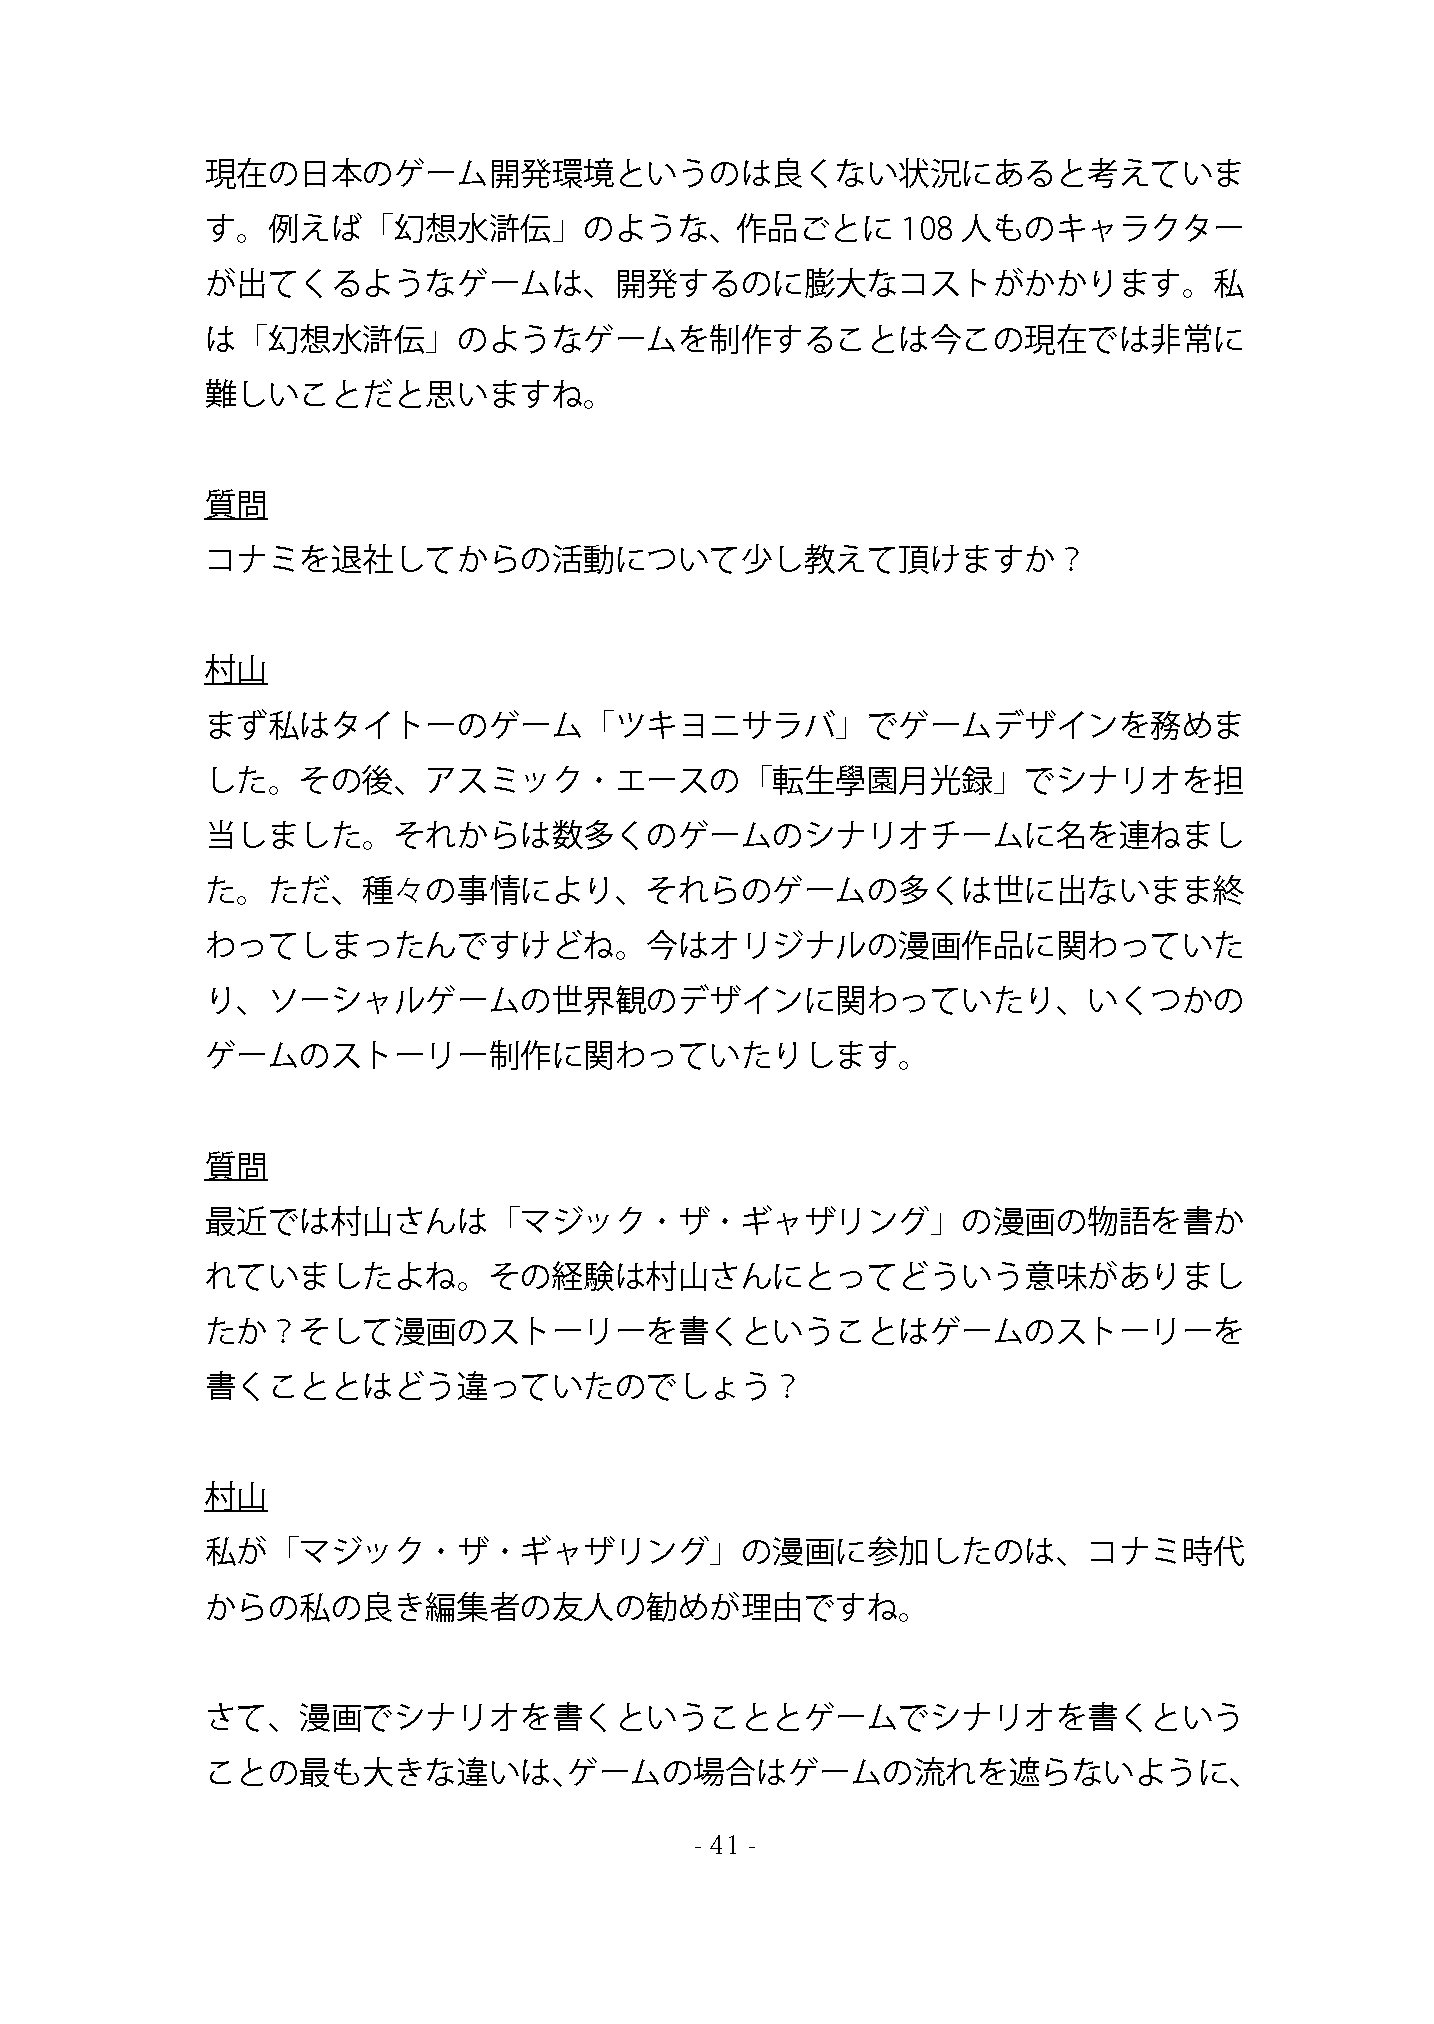 現在の日本のゲーム開発環境というのは良くない状況にあると考えていま
す。例えば「幻想水滸伝」のような、作品ごとに 108 人ものキャラクター
が出てくるようなゲームは、開発するのに膨大なコストがかかります。私
は「幻想水滸伝」のようなゲームを制作することは今この現在では非常に
難しいことだと思いますね。
質問
コナミを退社してからの活動について少し教えて頂けますか？
村山
まず私はタイトーのゲーム「ツキヨニサラバ」でゲームデザインを務めま
した。その後、アスミック・エースの「転生學園月光録」でシナリオを担
当しました。それからは数多くのゲームのシナリオチームに名を連ねまし
た。ただ、種々の事情により、それらのゲームの多くは世に出ないまま終
わってしまったんですけどね。今はオリジナルの漫画作品に関わっていた
り、ソーシャルゲームの世界観のデザインに関わっていたり、いくつかの
ゲームのストーリー制作に関わっていたりします。
質問
最近では村山さんは「マジック・ザ・ギャザリング」の漫画の物語を書か
れていましたよね。その経験は村山さんにとってどういう意味がありまし
たか？そして漫画のストーリーを書くということはゲームのストーリーを
書くこととはどう違っていたのでしょう？
村山
私が「マジック・ザ・ギャザリング」の漫画に参加したのは、コナミ時代
からの私の良き編集者の友人の勧めが理由ですね。
さて、漫画でシナリオを書くということとゲームでシナリオを書くという
ことの最も大きな違いは、ゲームの場合はゲームの流れを遮らないように、
- 41 -